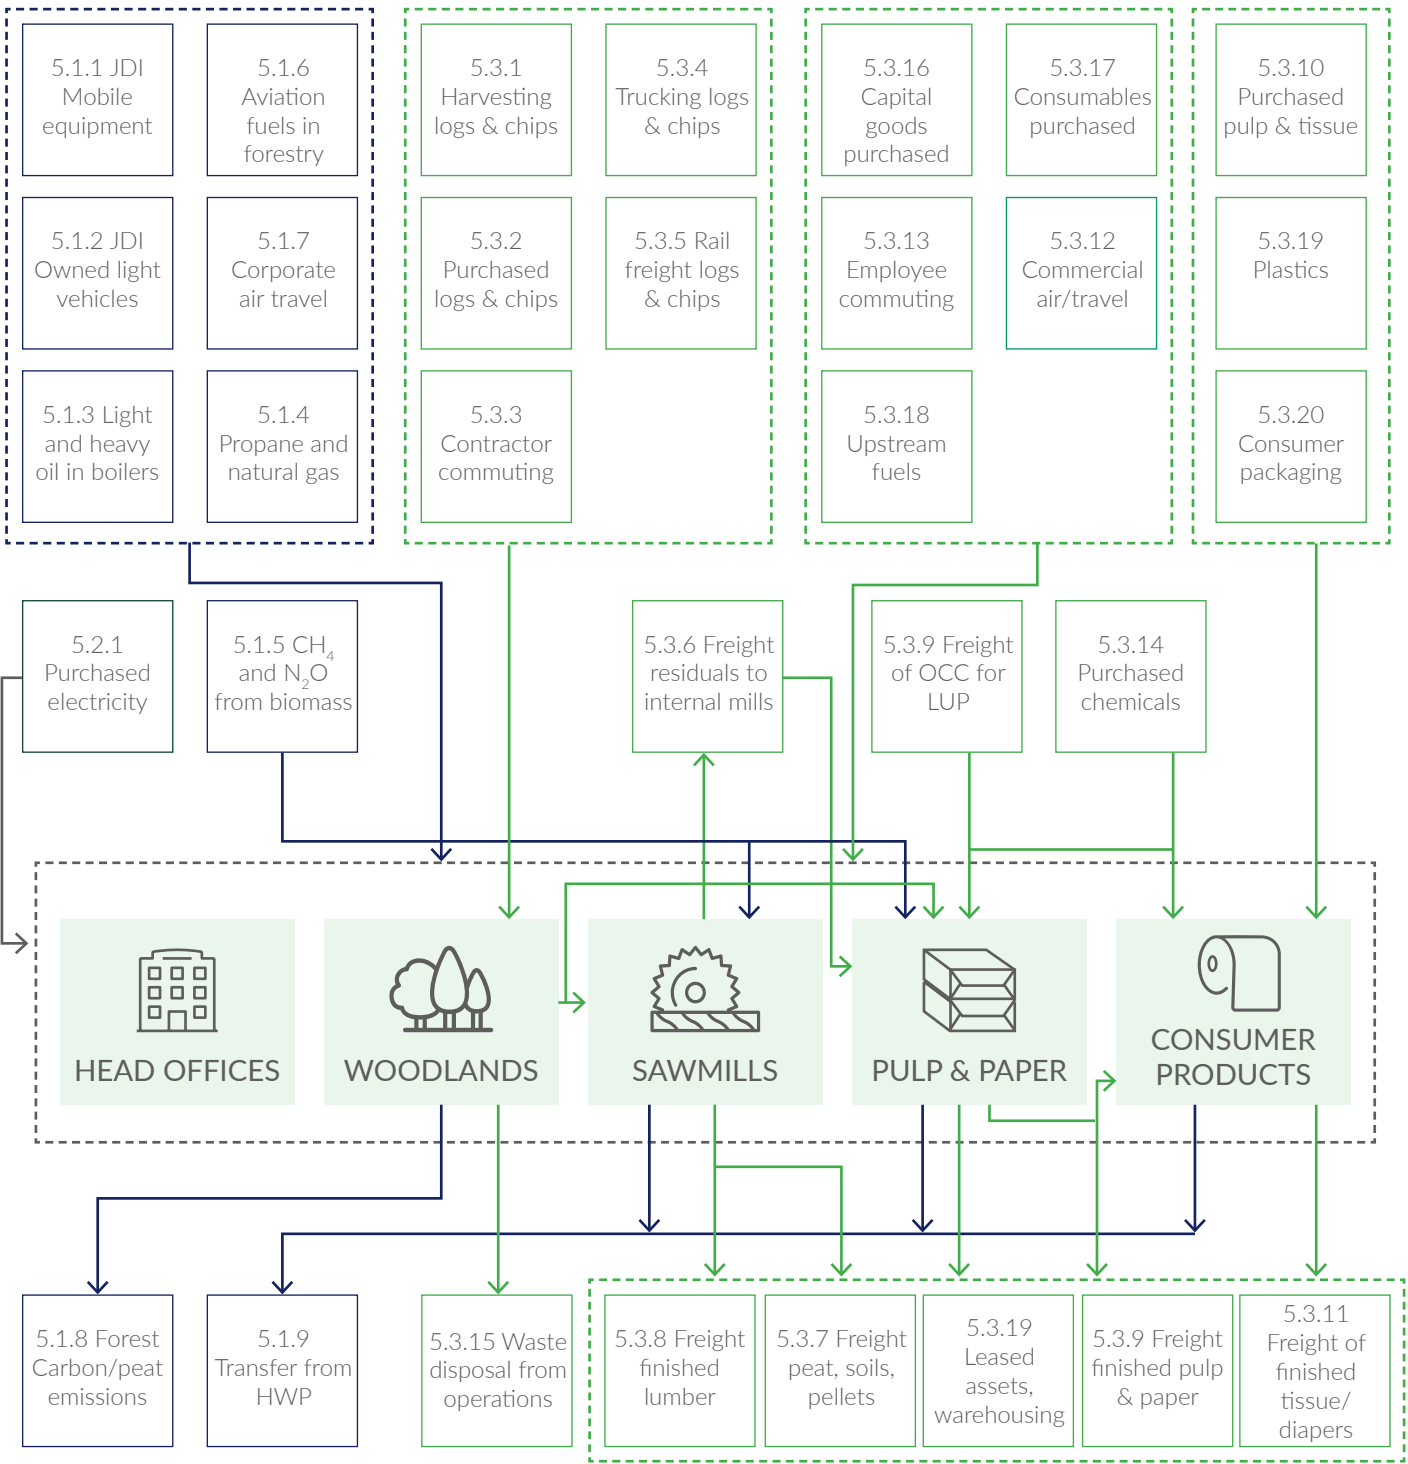 5.1.1 JDI
Mobile
equipment
5.1.6
Aviation
fuels in
forestry
5.3.1
Harvesting
logs & chips
5.3.4
Trucking logs
& chips
5.3.16
Capital
goods
purchased
5.3.17
Consumables
purchased
5.3.10
Purchased
pulp & tissue
5.1.2 JDI
Owned light
vehicles
5.1.7
Corporate
air travel
5.3.2
Purchased
logs & chips
5.3.5 Rail
freight logs
& chips
5.3.13
Employee
commuting
5.3.12
Commercial
air/travel
5.3.19
Plastics
5.1.3 Light
and heavy
oil in boilers
5.1.4
Propane and
natural gas
5.3.3
Contractor
commuting
5.3.18
Upstream
fuels
5.3.20
Consumer
packaging
5.2.1
Purchased
electricity
5.1.5 CH4
and N2O
from biomass
5.3.6 Freight
residuals to
internal mills
5.3.9 Freight
of OCC for
LUP
5.3.14
Purchased
chemicals
HEAD OFFICES
WOODLANDS
SAWMILLS
PULP & PAPER
CONSUMER
PRODUCTS
5.1.8 Forest
Carbon/peat
emissions
5.1.9
Transfer from
HWP
5.3.15 Waste
disposal from
operations
5.3.8 Freight
finished
lumber
5.3.7 Freight
peat, soils,
pellets
5.3.19
Leased
assets,
warehousing
5.3.9 Freight
finished pulp
& paper
5.3.11
Freight of
finished
tissue/
diapers